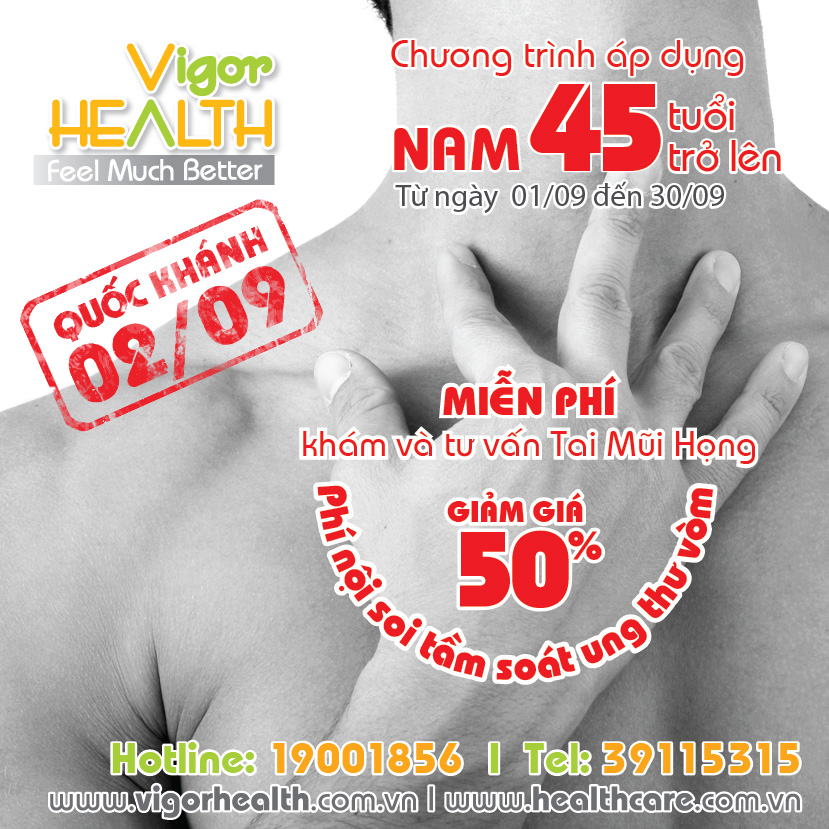 Vigor
HEALTH
Feel Much Better
Chương trình áp dụng
NAM 45 tuổi trở lên
Từ ngày 01/09 đến 30/09
QUỐC KHÁNH
02/09
MIỄN PHÍ
khám và tư vấn Tai Mũi Họng
GIẢM GIÁ
50%
Phí nội soi tầm soát ung thư vòm
Hotline: 19001856 | Tel: 39115315
www.vigorhealth.com.vn | www.healthcare.com.vn